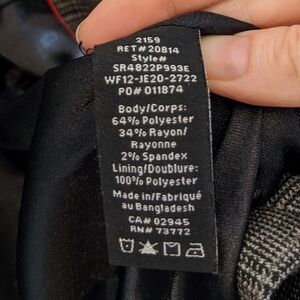 2159
RET#20814
Style#
SR4822P993E
WF12-JE20-2722
PO# 011874
Body/Corps:
64% Polyester
34% Rayon/
Rayonne
2% Spandex
Lining/Doublure:
100% Polyester
Made in/Fabriqué
au Bangladesh
CA# 02945
RN# 73772